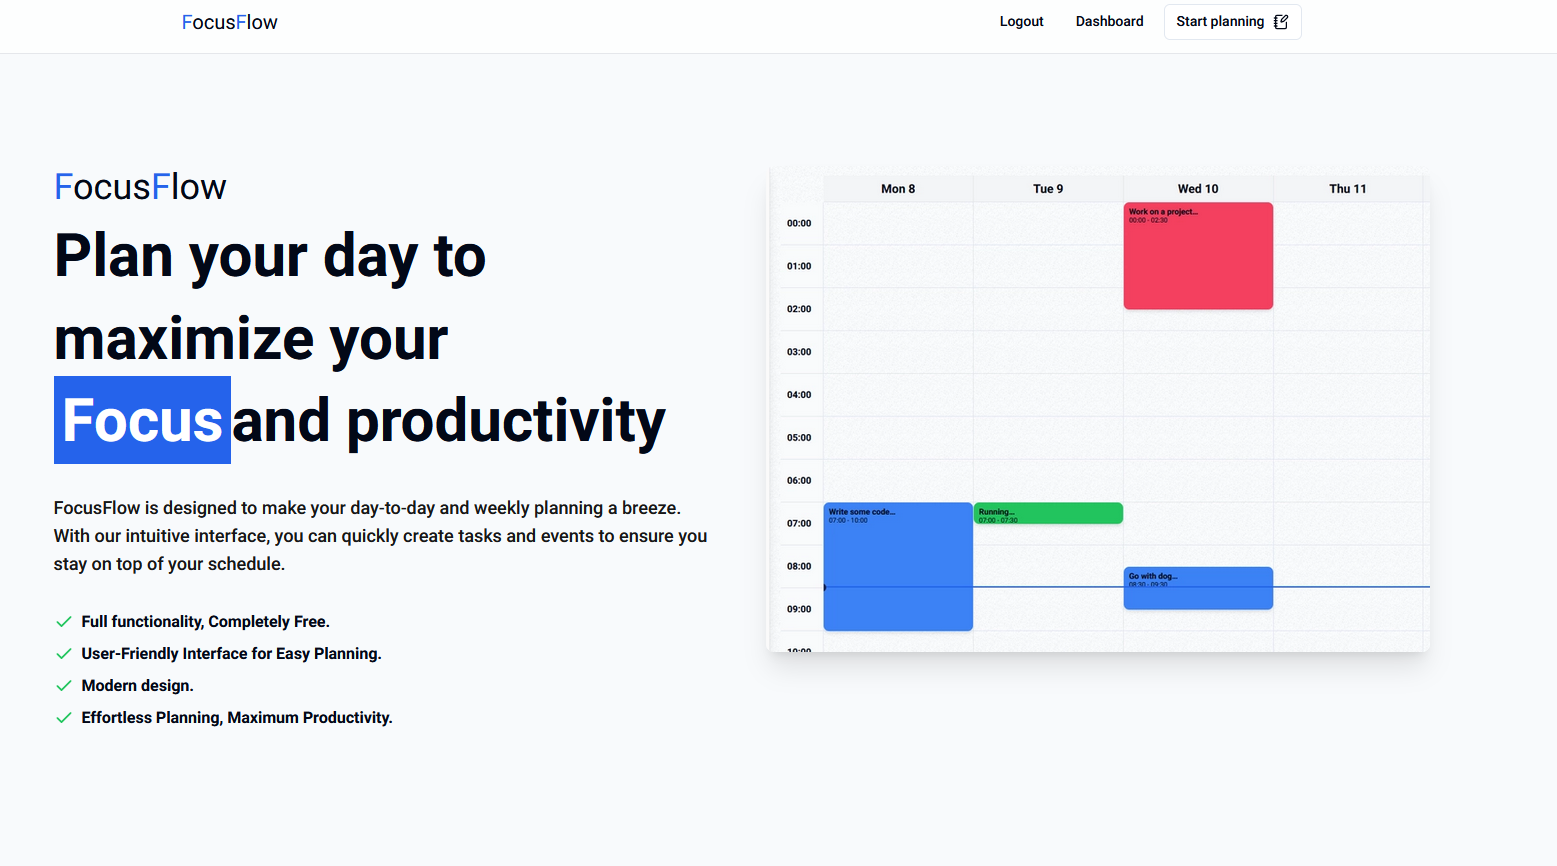 FocusFlow
Logout
Dashboard
Start planning
FocusFlow
Plan your day to
maximize your
Focus and productivity
FocusFlow is designed to make your day-to-day and weekly planning a breeze.
With our intuitive interface, you can quickly create tasks and events to ensure you
stay on top of your schedule.
Full functionality, Completely Free.
User-Friendly Interface for Easy Planning.
Modern design.
Effortless Planning, Maximum Productivity.
Mon 8
Tue 9
Wed 10
Thu 11
00:00
Work on a project...
00:00 - 02:30
01:00
02:00
03:00
04:00
05:00
06:00
07:00
Write some code...
07:00 - 10:00
Running...
07:00 - 07:30
08:00
Go with dog...
08:30 - 09:30
09:00
10:00